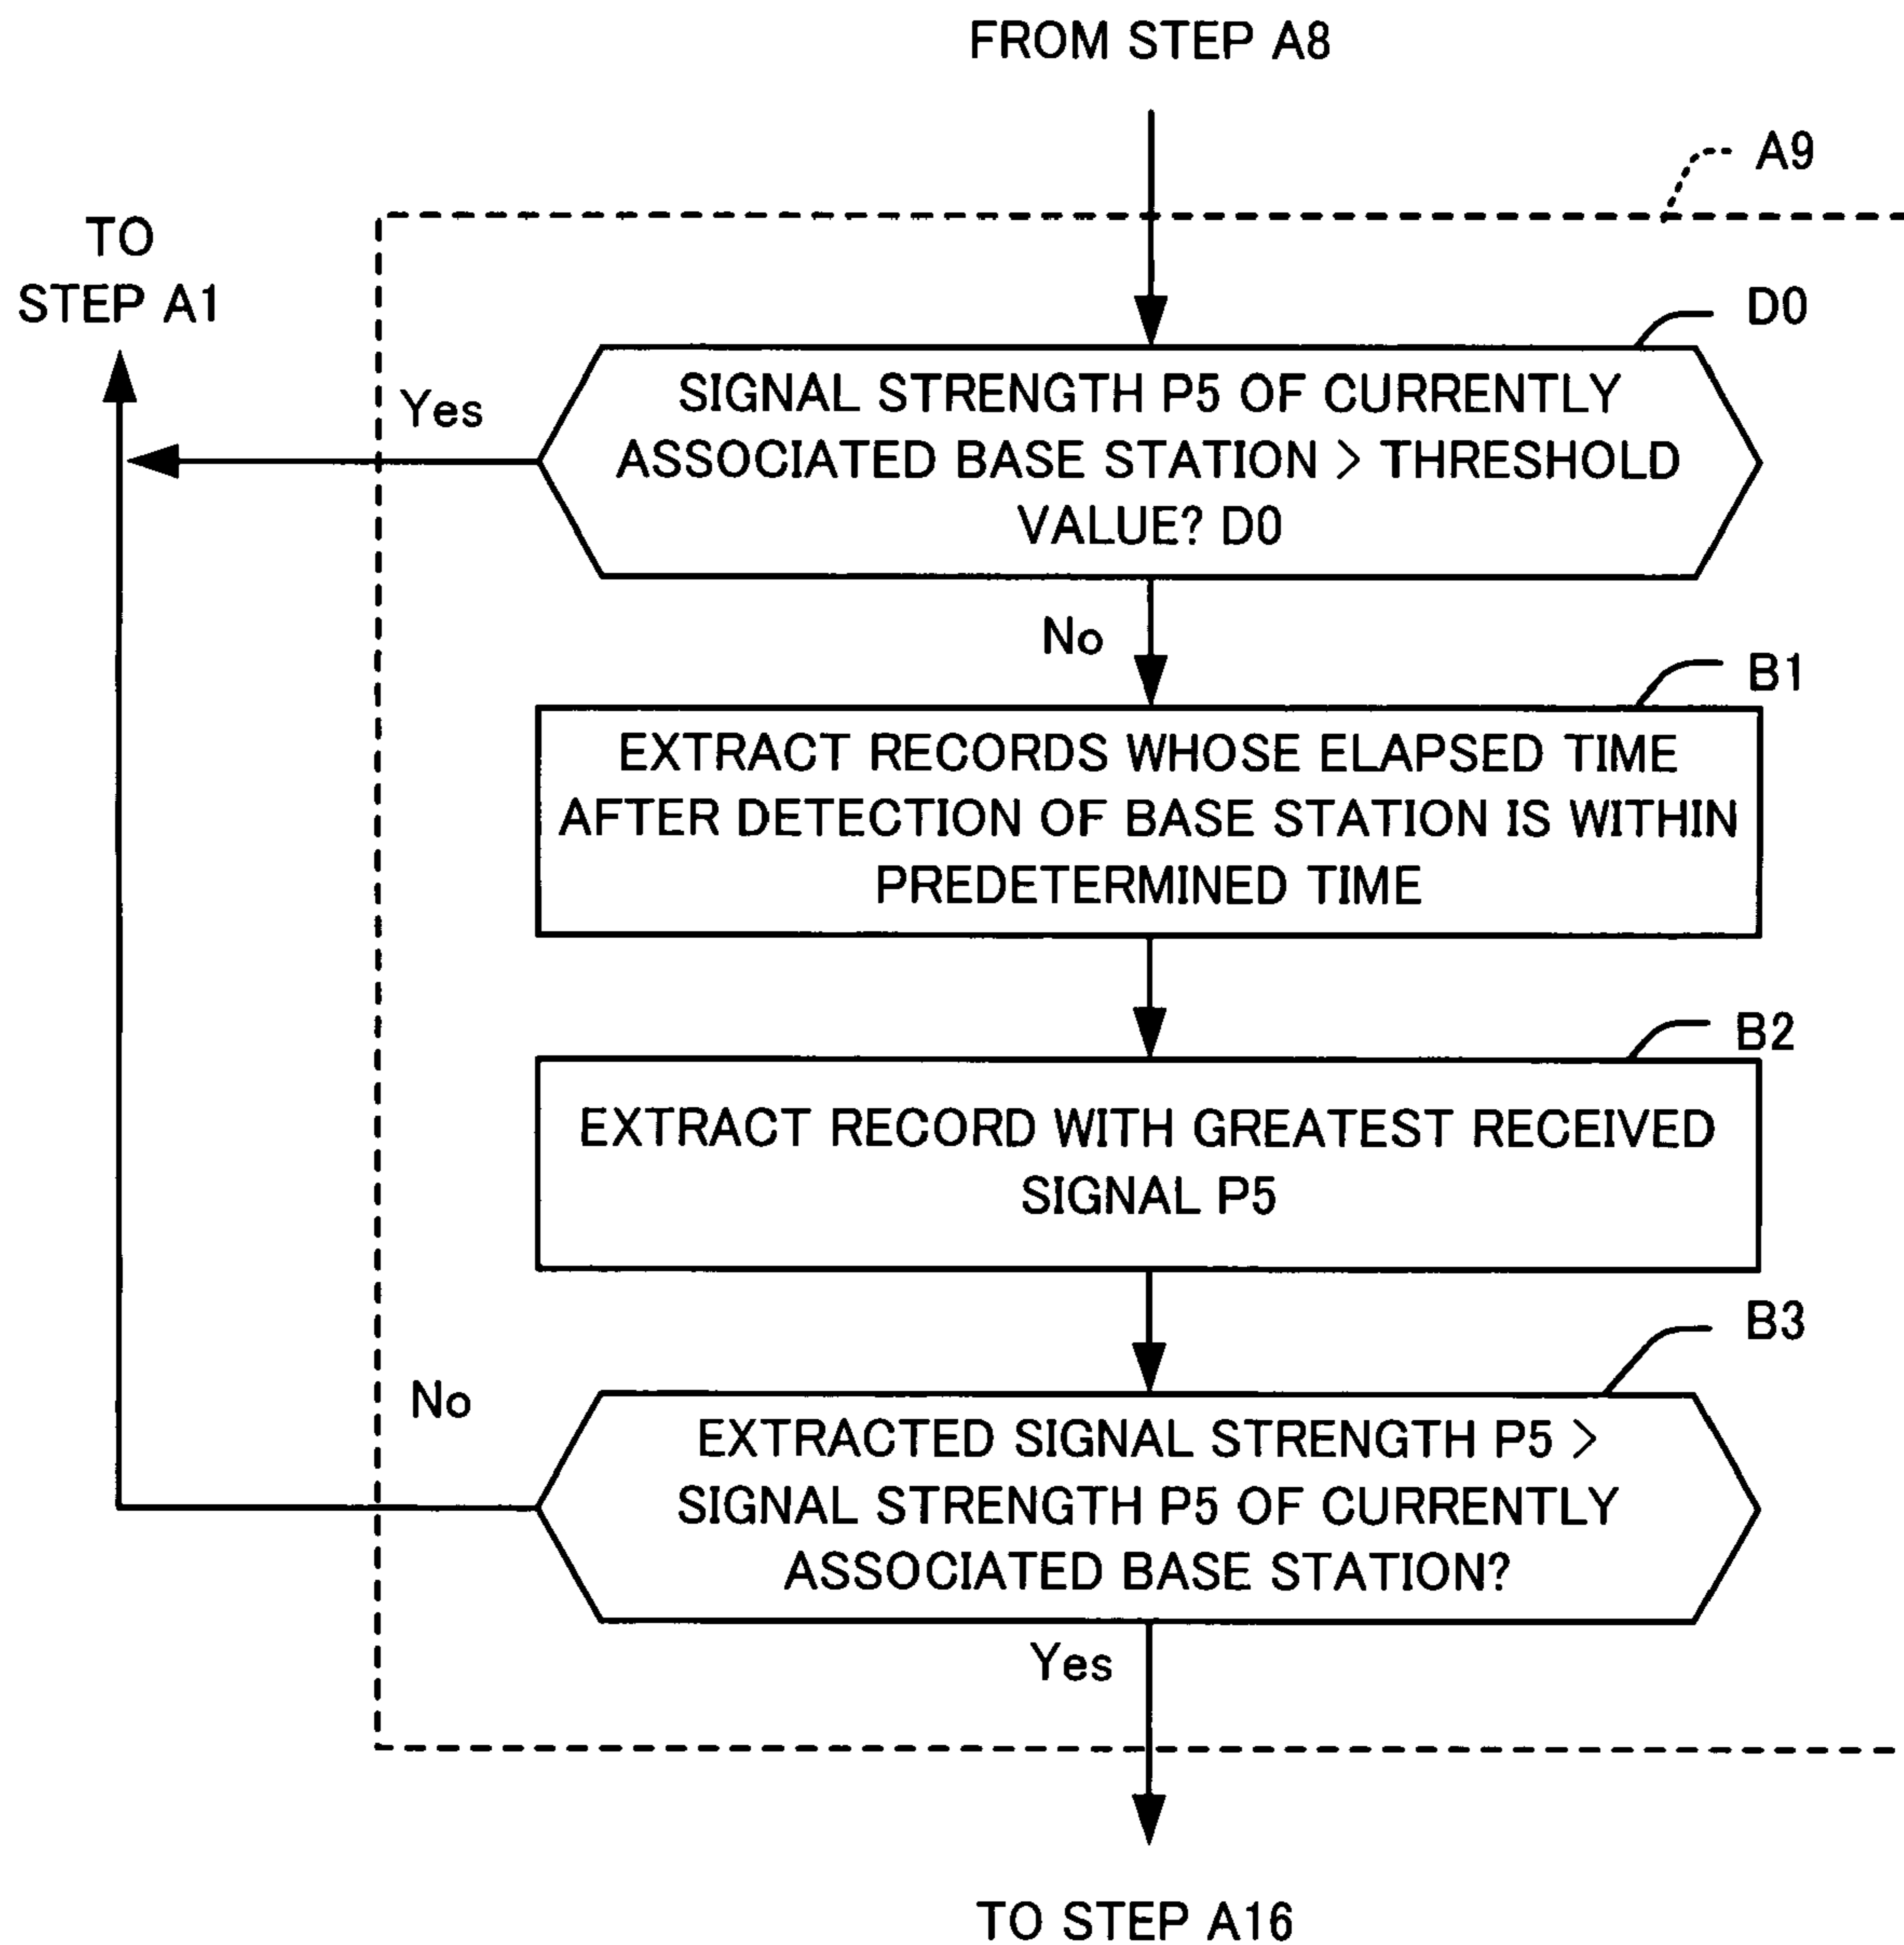 FROM STEP A8
A9
TO
STEP A1
D0
Yes
SIGNAL STRENGTH P5 OF CURRENTLY
ASSOCIATED BASE STATION > THRESHOLD
VALUE? D0
No
B1
EXTRACT RECORDS WHOSE ELAPSED TIME
AFTER DETECTION OF BASE STATION IS WITHIN
PREDETERMINED TIME
B2
EXTRACT RECORD WITH GREATEST RECEIVED
SIGNAL P5
B3
No
EXTRACTED SIGNAL STRENGTH P5 >
SIGNAL STRENGTH P5 OF CURRENTLY
ASSOCIATED BASE STATION?
Yes
TO STEP A16